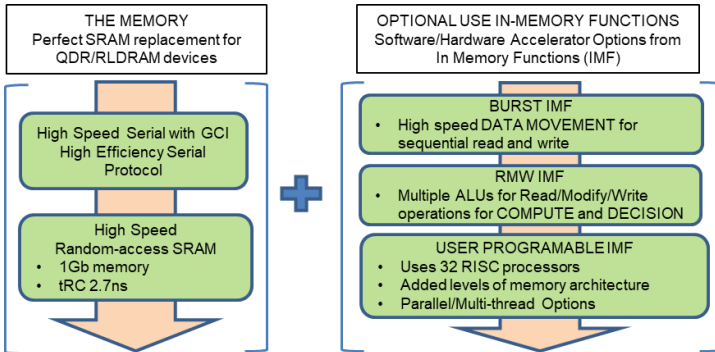 THE MEMORY
Perfect SRAM replacement for
QDR/RLDRAM devices
High Speed Serial with GCI
High Efficiency Serial
Protocol
High Speed
Random-access SRAM
• 1Gb memory
• tRC 2.7ns
OPTIONAL USE IN-MEMORY FUNCTIONS
Software/Hardware Accelerator Options from
In Memory Functions (IMF)
BURST IMF
• High speed DATA MOVEMENT for
sequential read and write
RMW IMF
• Multiple ALUs for Read/Modify/Write
operations for COMPUTE and DECISION
USER PROGRAMABLE IMF
• Uses 32 RISC processors
• Added levels of memory architecture
• Parallel/Multi-thread Options